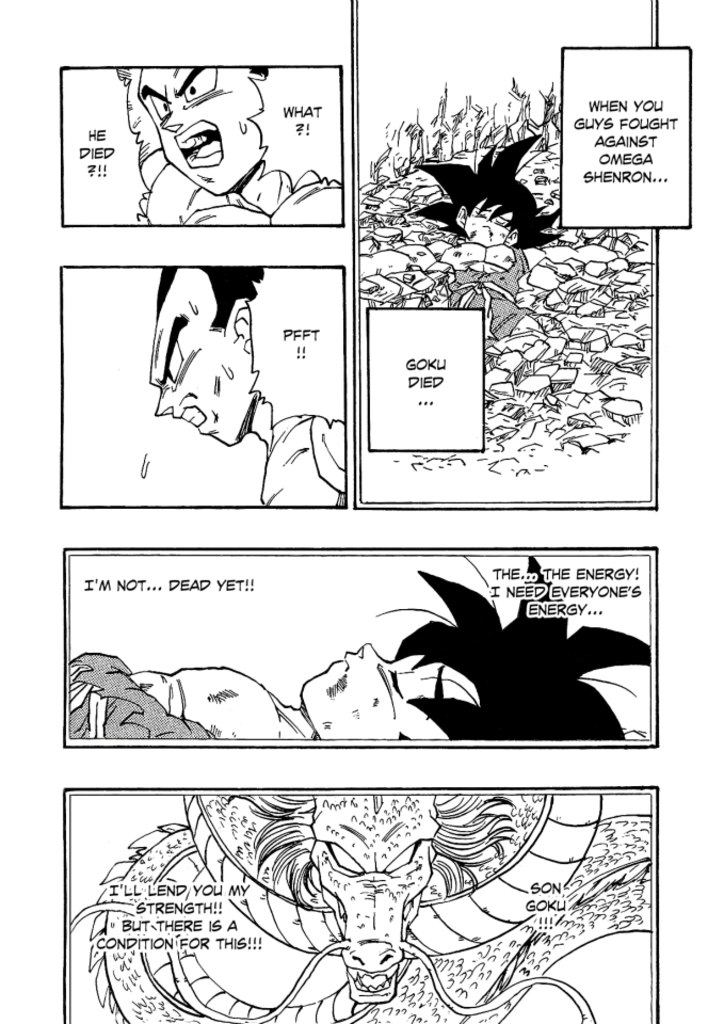 WHEN YOU
GUYS FOUGHT
AGAINST
OMEGA
SHENRON...
GOKU
DIED
...
WHAT
?!
HE
DIED
?!!
PFFT
!!
THE... THE ENERGY!
I NEED EVERYONE'S
ENERGY...
I'M NOT... DEAD YET!!
SON
GOKU
!!!
I'LL LEND YOU MY
STRENGTH!!
BUT THERE IS A
CONDITION FOR THIS!!!